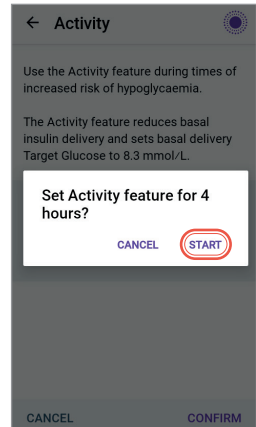 ← Activity
Use the Activity feature during times of
increased risk of hypoglycaemia.
The Activity feature reduces basal
insulin delivery and sets basal delivery
Target Glucose to 8.3 mmol/L.
Set Activity feature for 4
hours?
CANCEL START
CANCEL CONFIRM